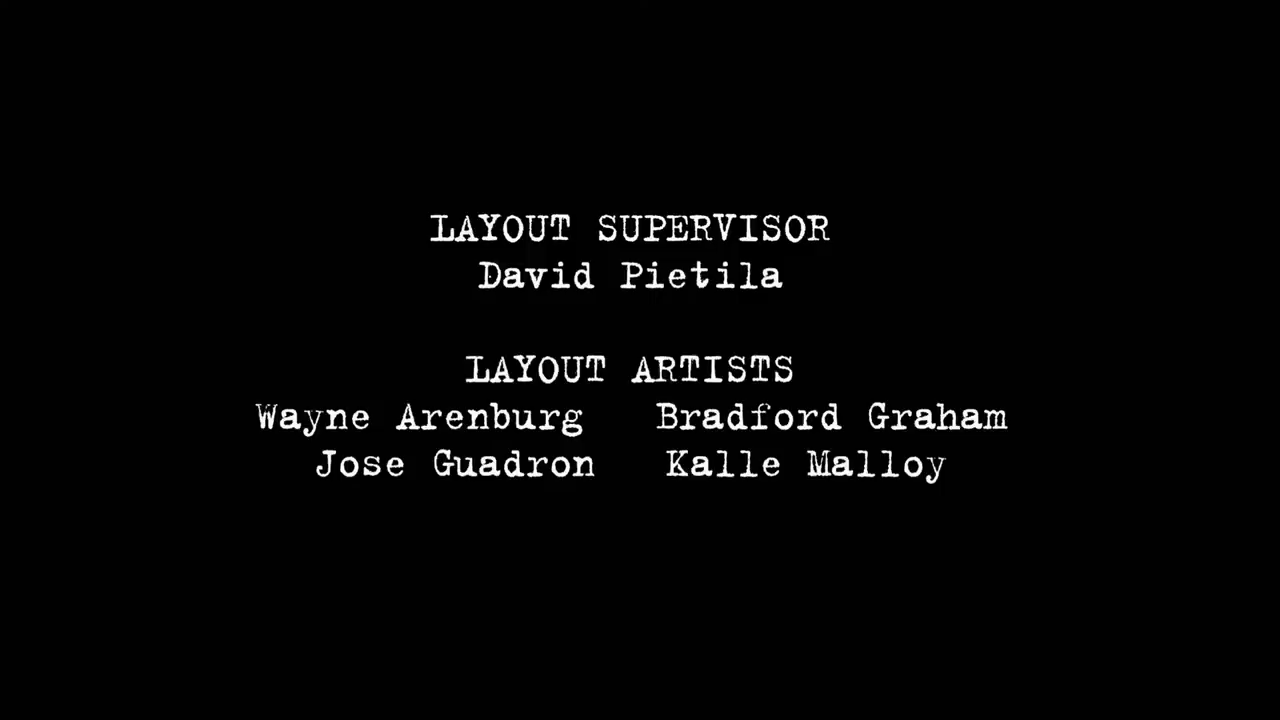 LAYOUT SUPERVISOR
David Pietila
LAYOUT ARTISTS
Wayne Arenburg Bradford Graham
Jose Guadron Kalle Malloy